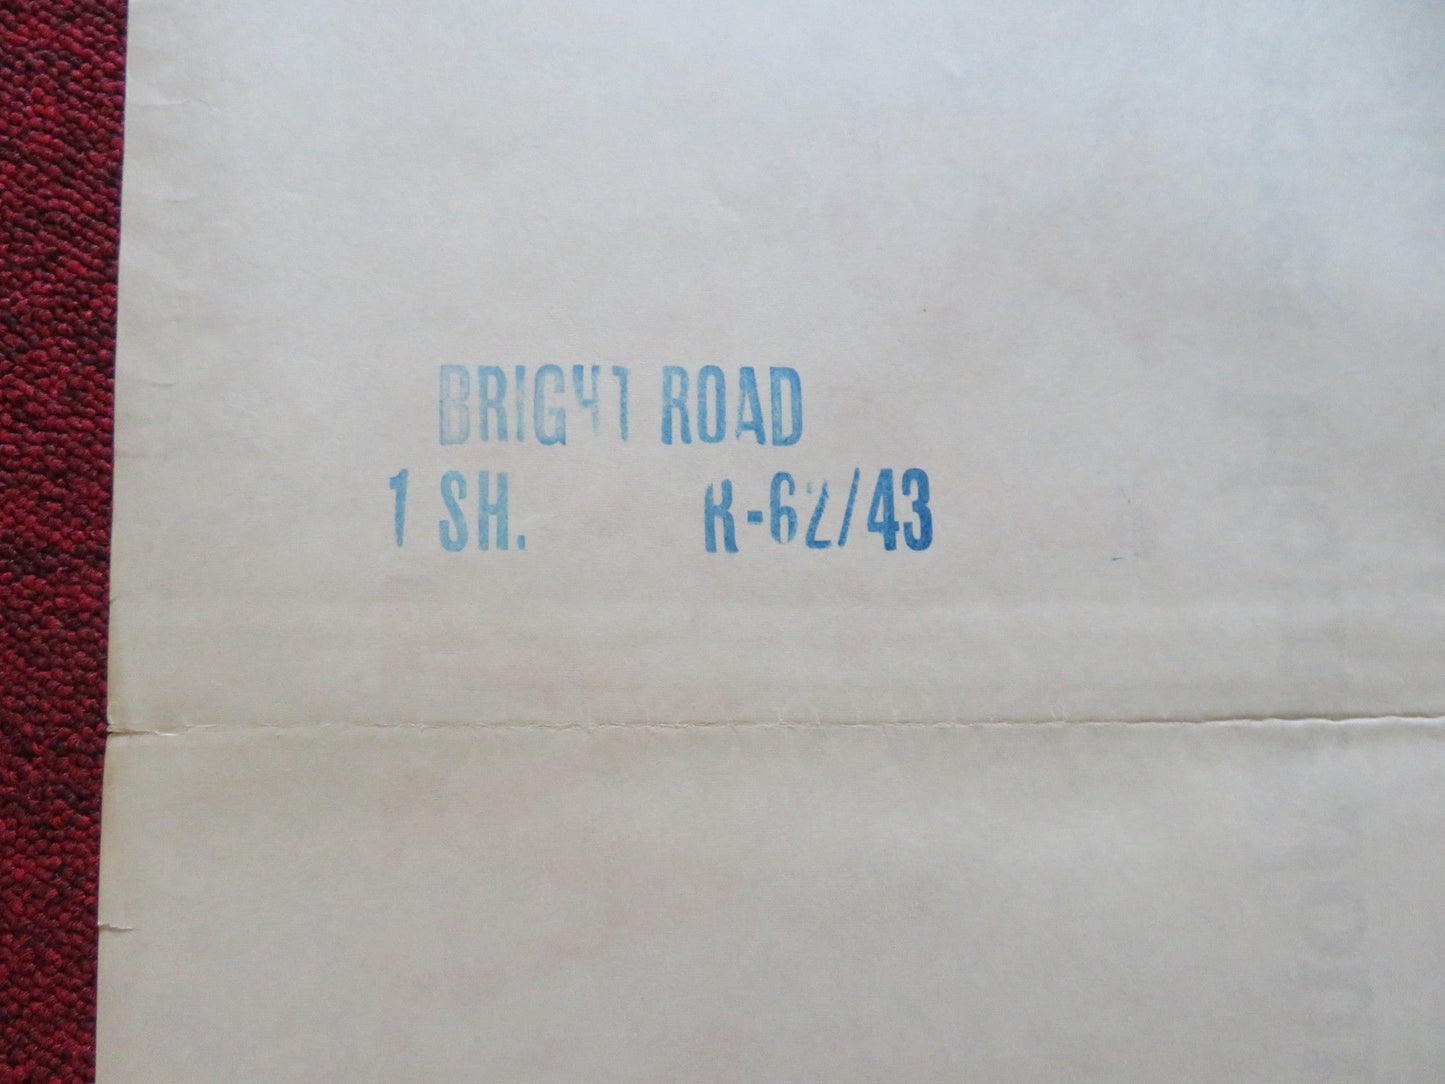 BRIGHT ROAD
1 SH. R-62/43